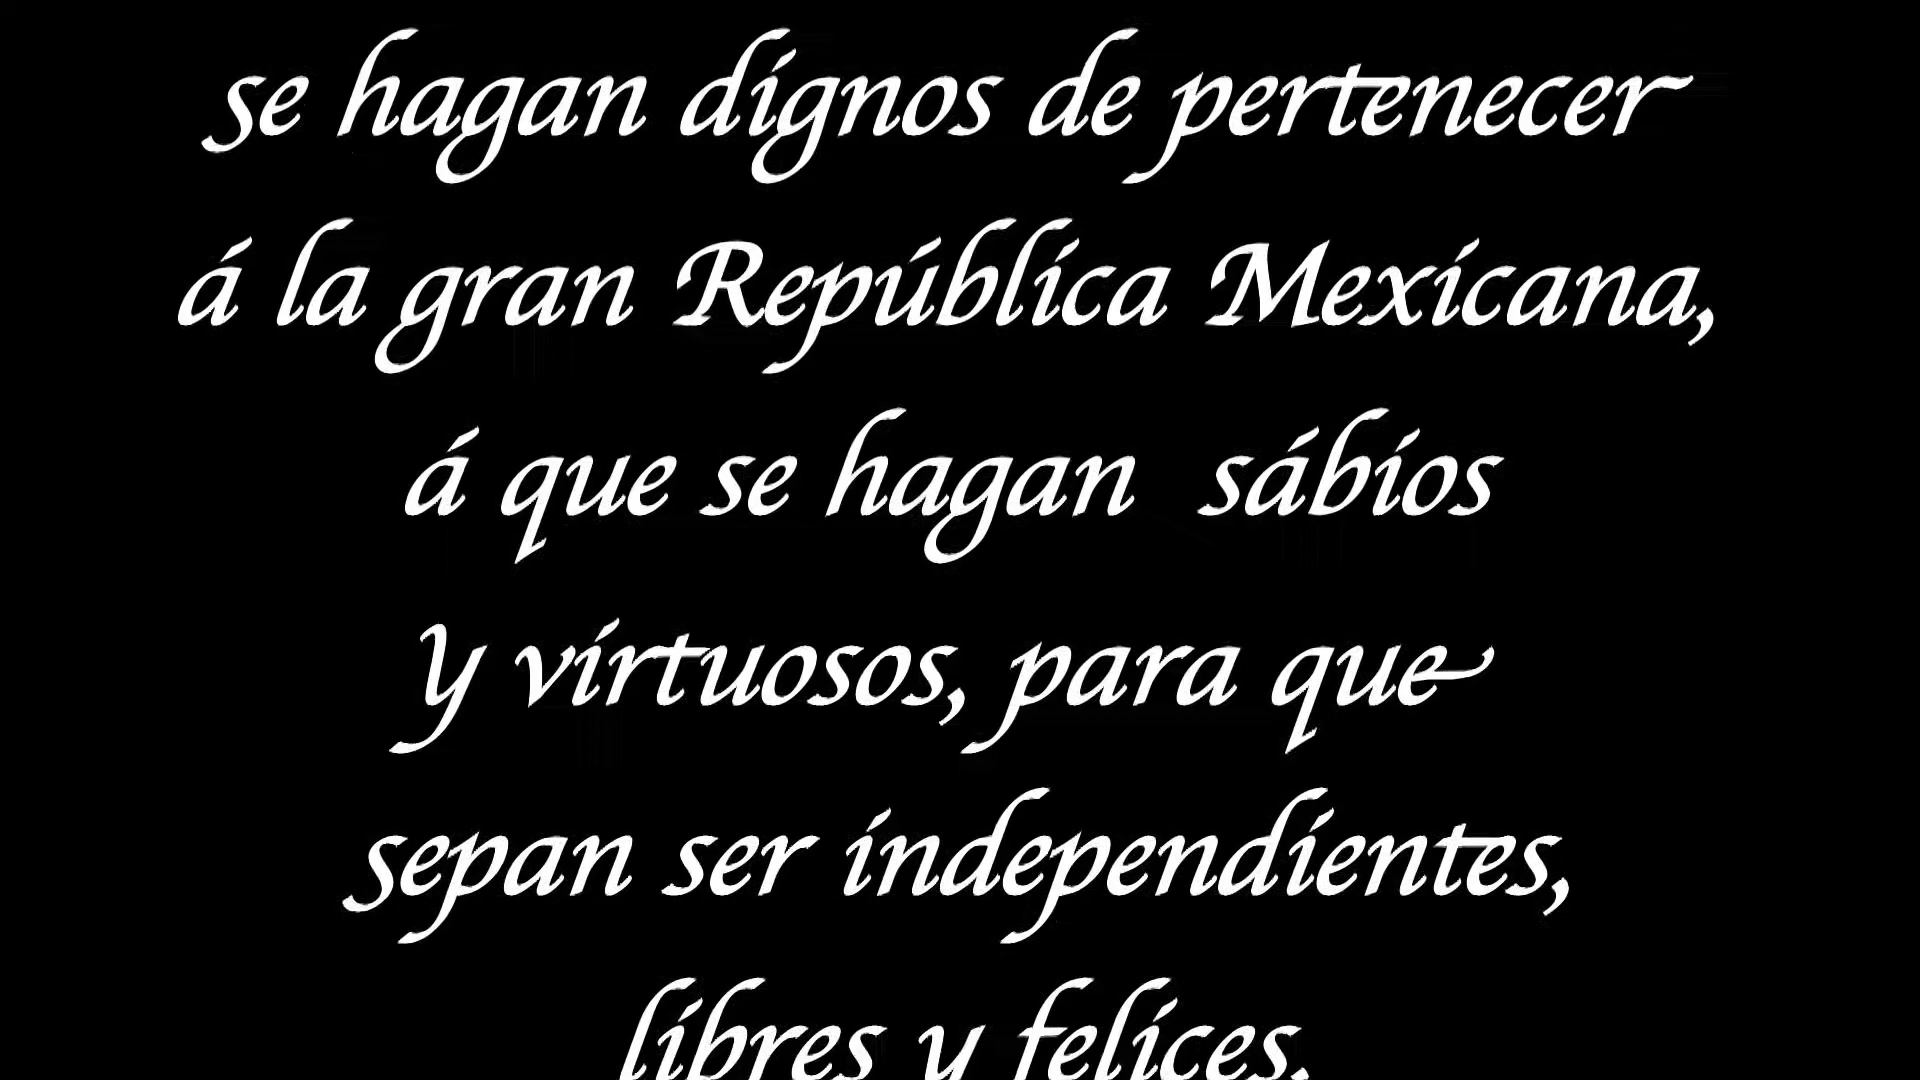 se hagan dignos de pertenecer
á la gran República Mexicana,
á que se hagan sábios
y virtuosos, para que
sepan ser independientes,
libres y felices.